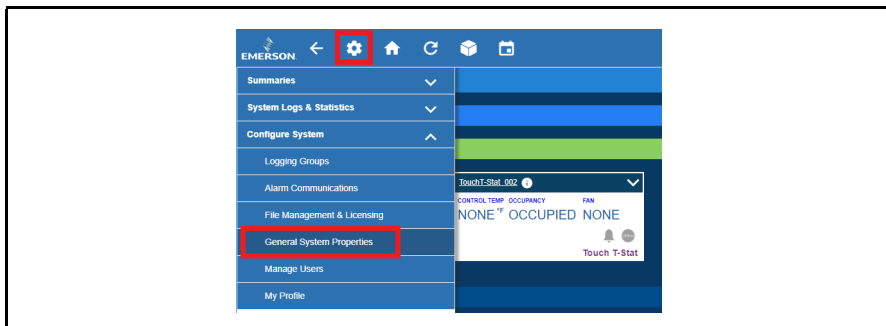 EMERSON.
Summaries
System Logs & Statistics
Configure System
Logging Groups
Alarm Communications
File Management & Licensing
General System Properties
Manage Users
My Profile
TouchT-Stat_002 i
CONTROL TEMP OCCUPANCY FAN
NONE °F OCCUPIED NONE
Touch T-Stat